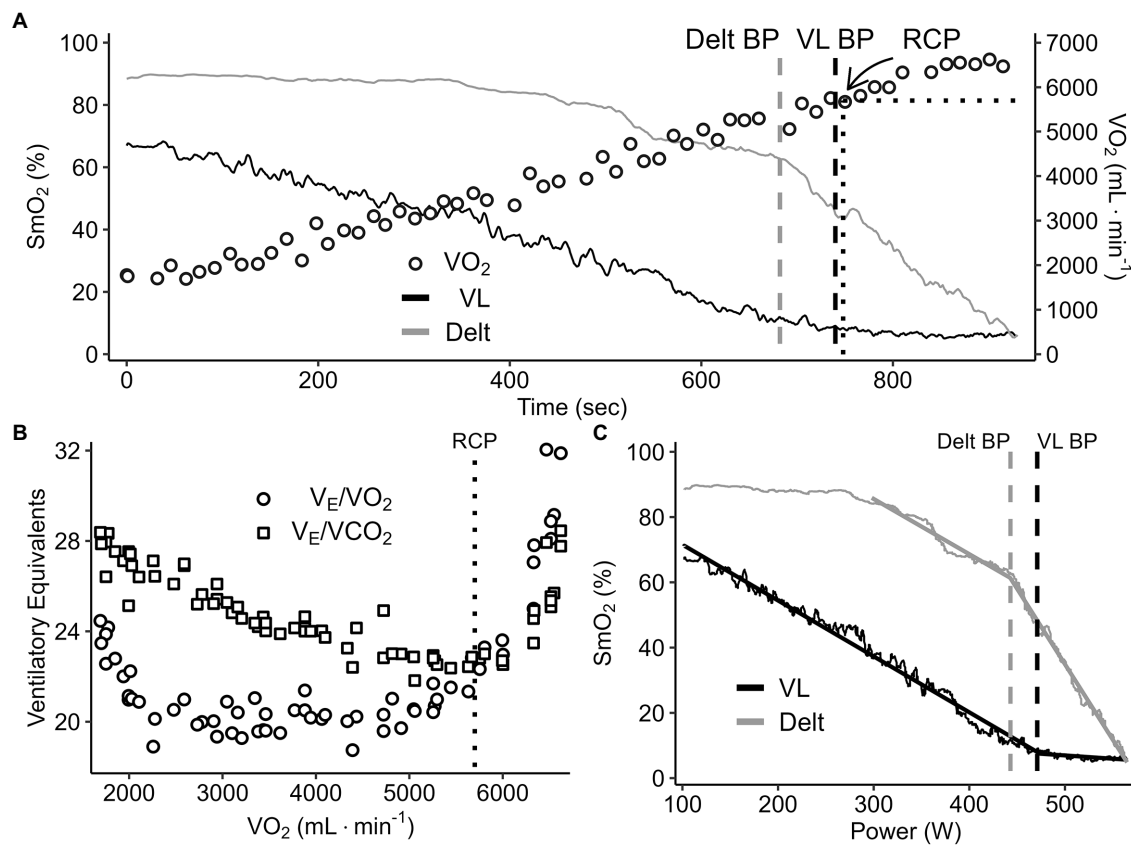 A
Delt BP VL BP RCP
100
80
60
40
20
0
SmO2 (%)
7000
6000
5000
4000
3000
2000
1000
0
VO2 (mL · min-1)
VO2
VL
Delt
0 200 400 600 800
Time (sec)
B
RCP
32
28
24
20
Ventilatory Equivalents
VE/VO2
VE/VCO2
2000 3000 4000 5000 6000
VO2 (mL · min-1)
C
Delt BP VL BP
100
80
60
40
20
0
SmO2 (%)
VL
Delt
100 200 300 400 500
Power (W)